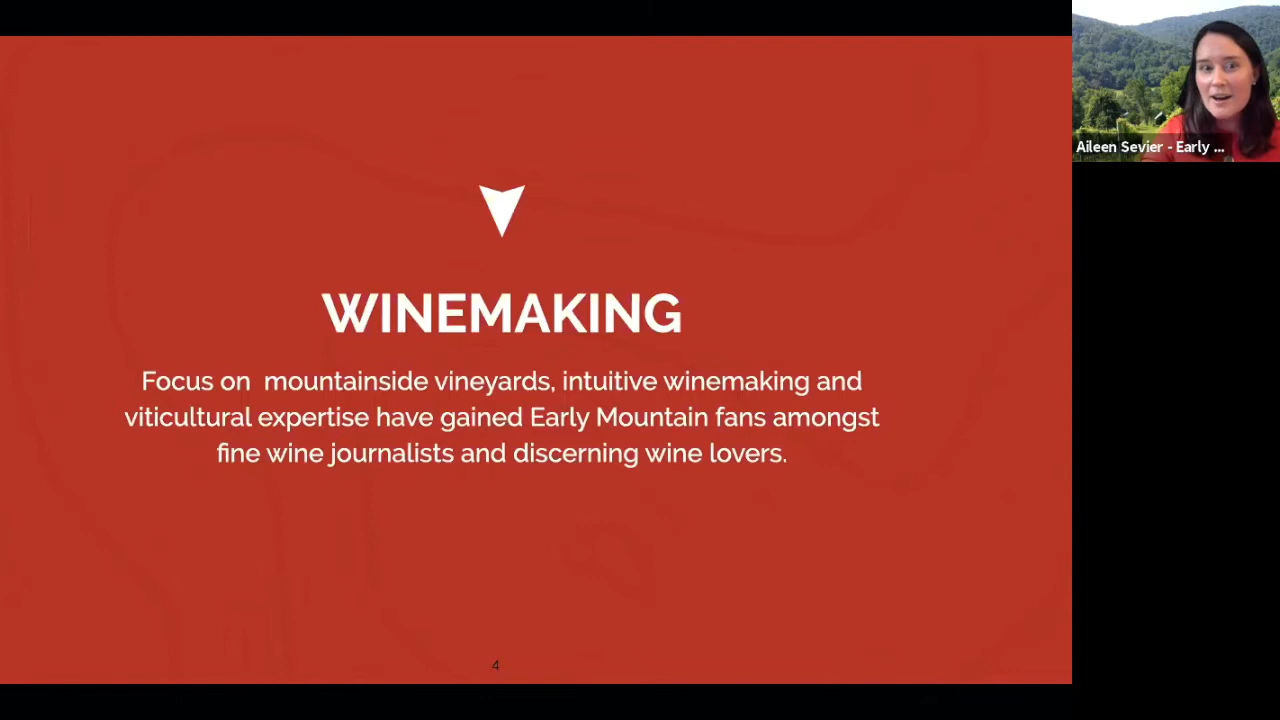 Aileen Sevier - Early ...
WINEMAKING
Focus on  mountainside vineyards, intuitive winemaking and
viticultural expertise have gained Early Mountain fans amongst
fine wine journalists and discerning wine lovers.
4